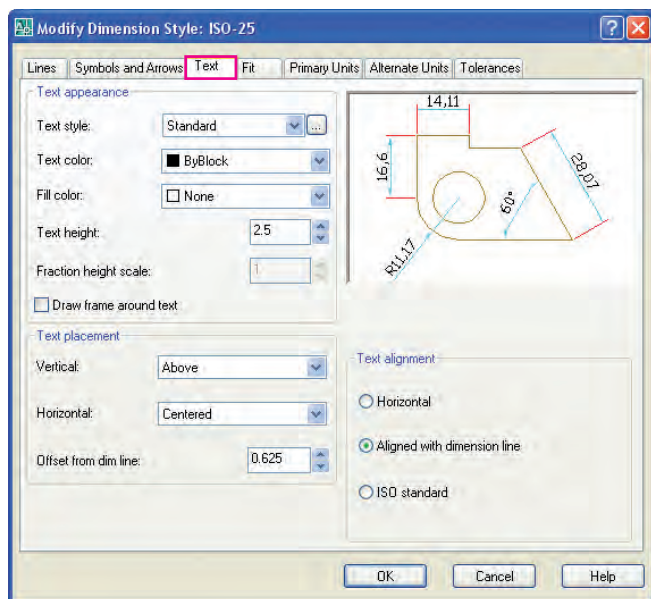 Modify Dimension Style: ISO-25
Lines Symbols and Arrows Text Fit Primary Units Alternate Units Tolerances
Text appearance
Text style: Standard ...
Text color: ByBlock
Fill color: None
Text height: 2.5
Fraction height scale: 1
Draw frame around text
14,11
16,6
28,07
60°
R11,17
Text placement
Vertical: Above
Horizontal: Centered
Offset from dim line: 0.625
Text alignment
Horizontal
Aligned with dimension line
ISO standard
OK Cancel Help